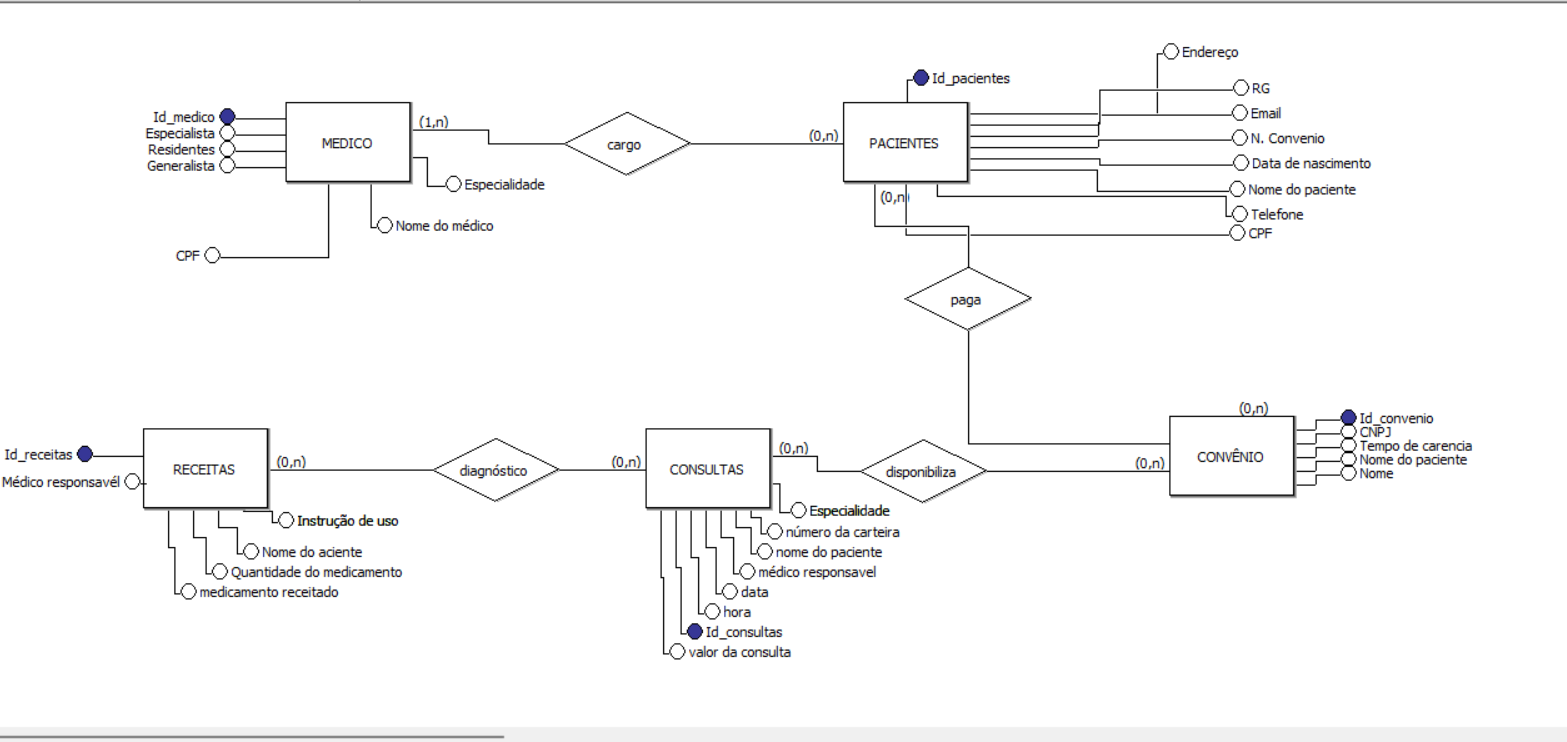 Id_medico
Especialista
Residentes
Generalista
MEDICO
(1,n)
Especialidade
Nome do médico
CPF
cargo
(0,n)
PACIENTES
Id_pacientes
Endereço
RG
Email
N. Convenio
Data de nascimento
Nome do paciente
Telefone
CPF
(0,n)
paga
(0,n)
CONVÊNIO
Id_convenio
CNPJ
Tempo de carencia
Nome do paciente
Nome
Id_receitas
Médico responsavél
RECEITAS
(0,n)
Instrução de uso
Nome do aciente
Quantidade do medicamento
medicamento receitado
diagnóstico
(0,n)
CONSULTAS
(0,n)
Especialidade
número da carteira
nome do paciente
médico responsavel
data
hora
Id_consultas
valor da consulta
disponibiliza
(0,n)